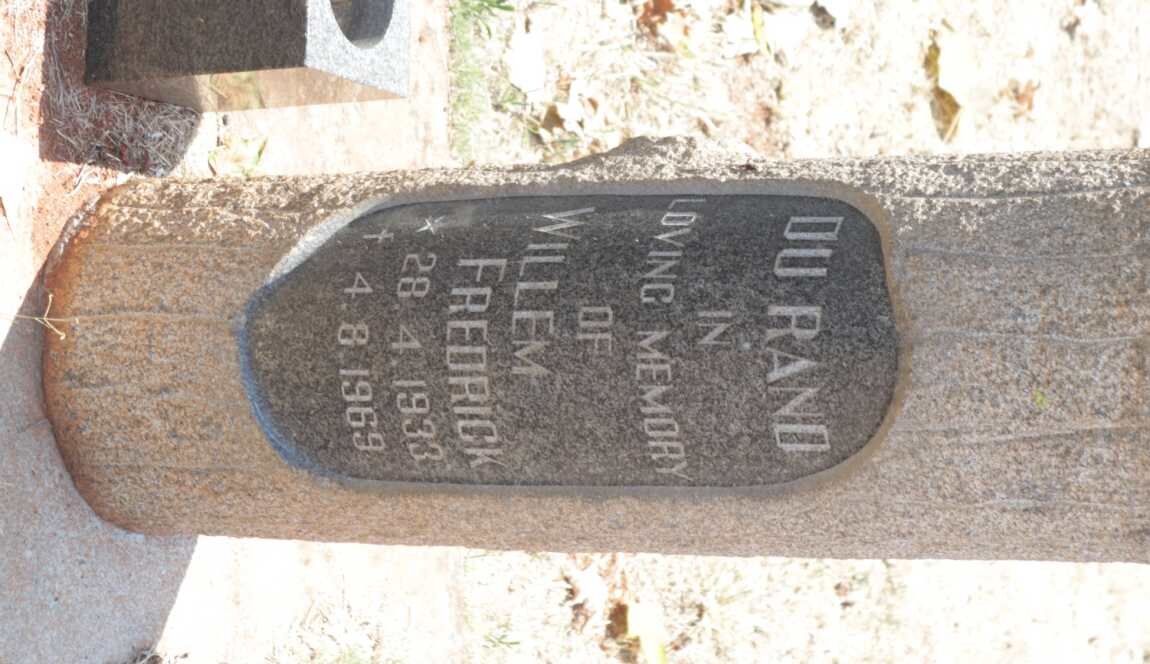 DU RAND
IN
LOVING MEMORY
OF
WILLEM
FREDRICK
* 28. 4. 1933
† 4. 8. 1969